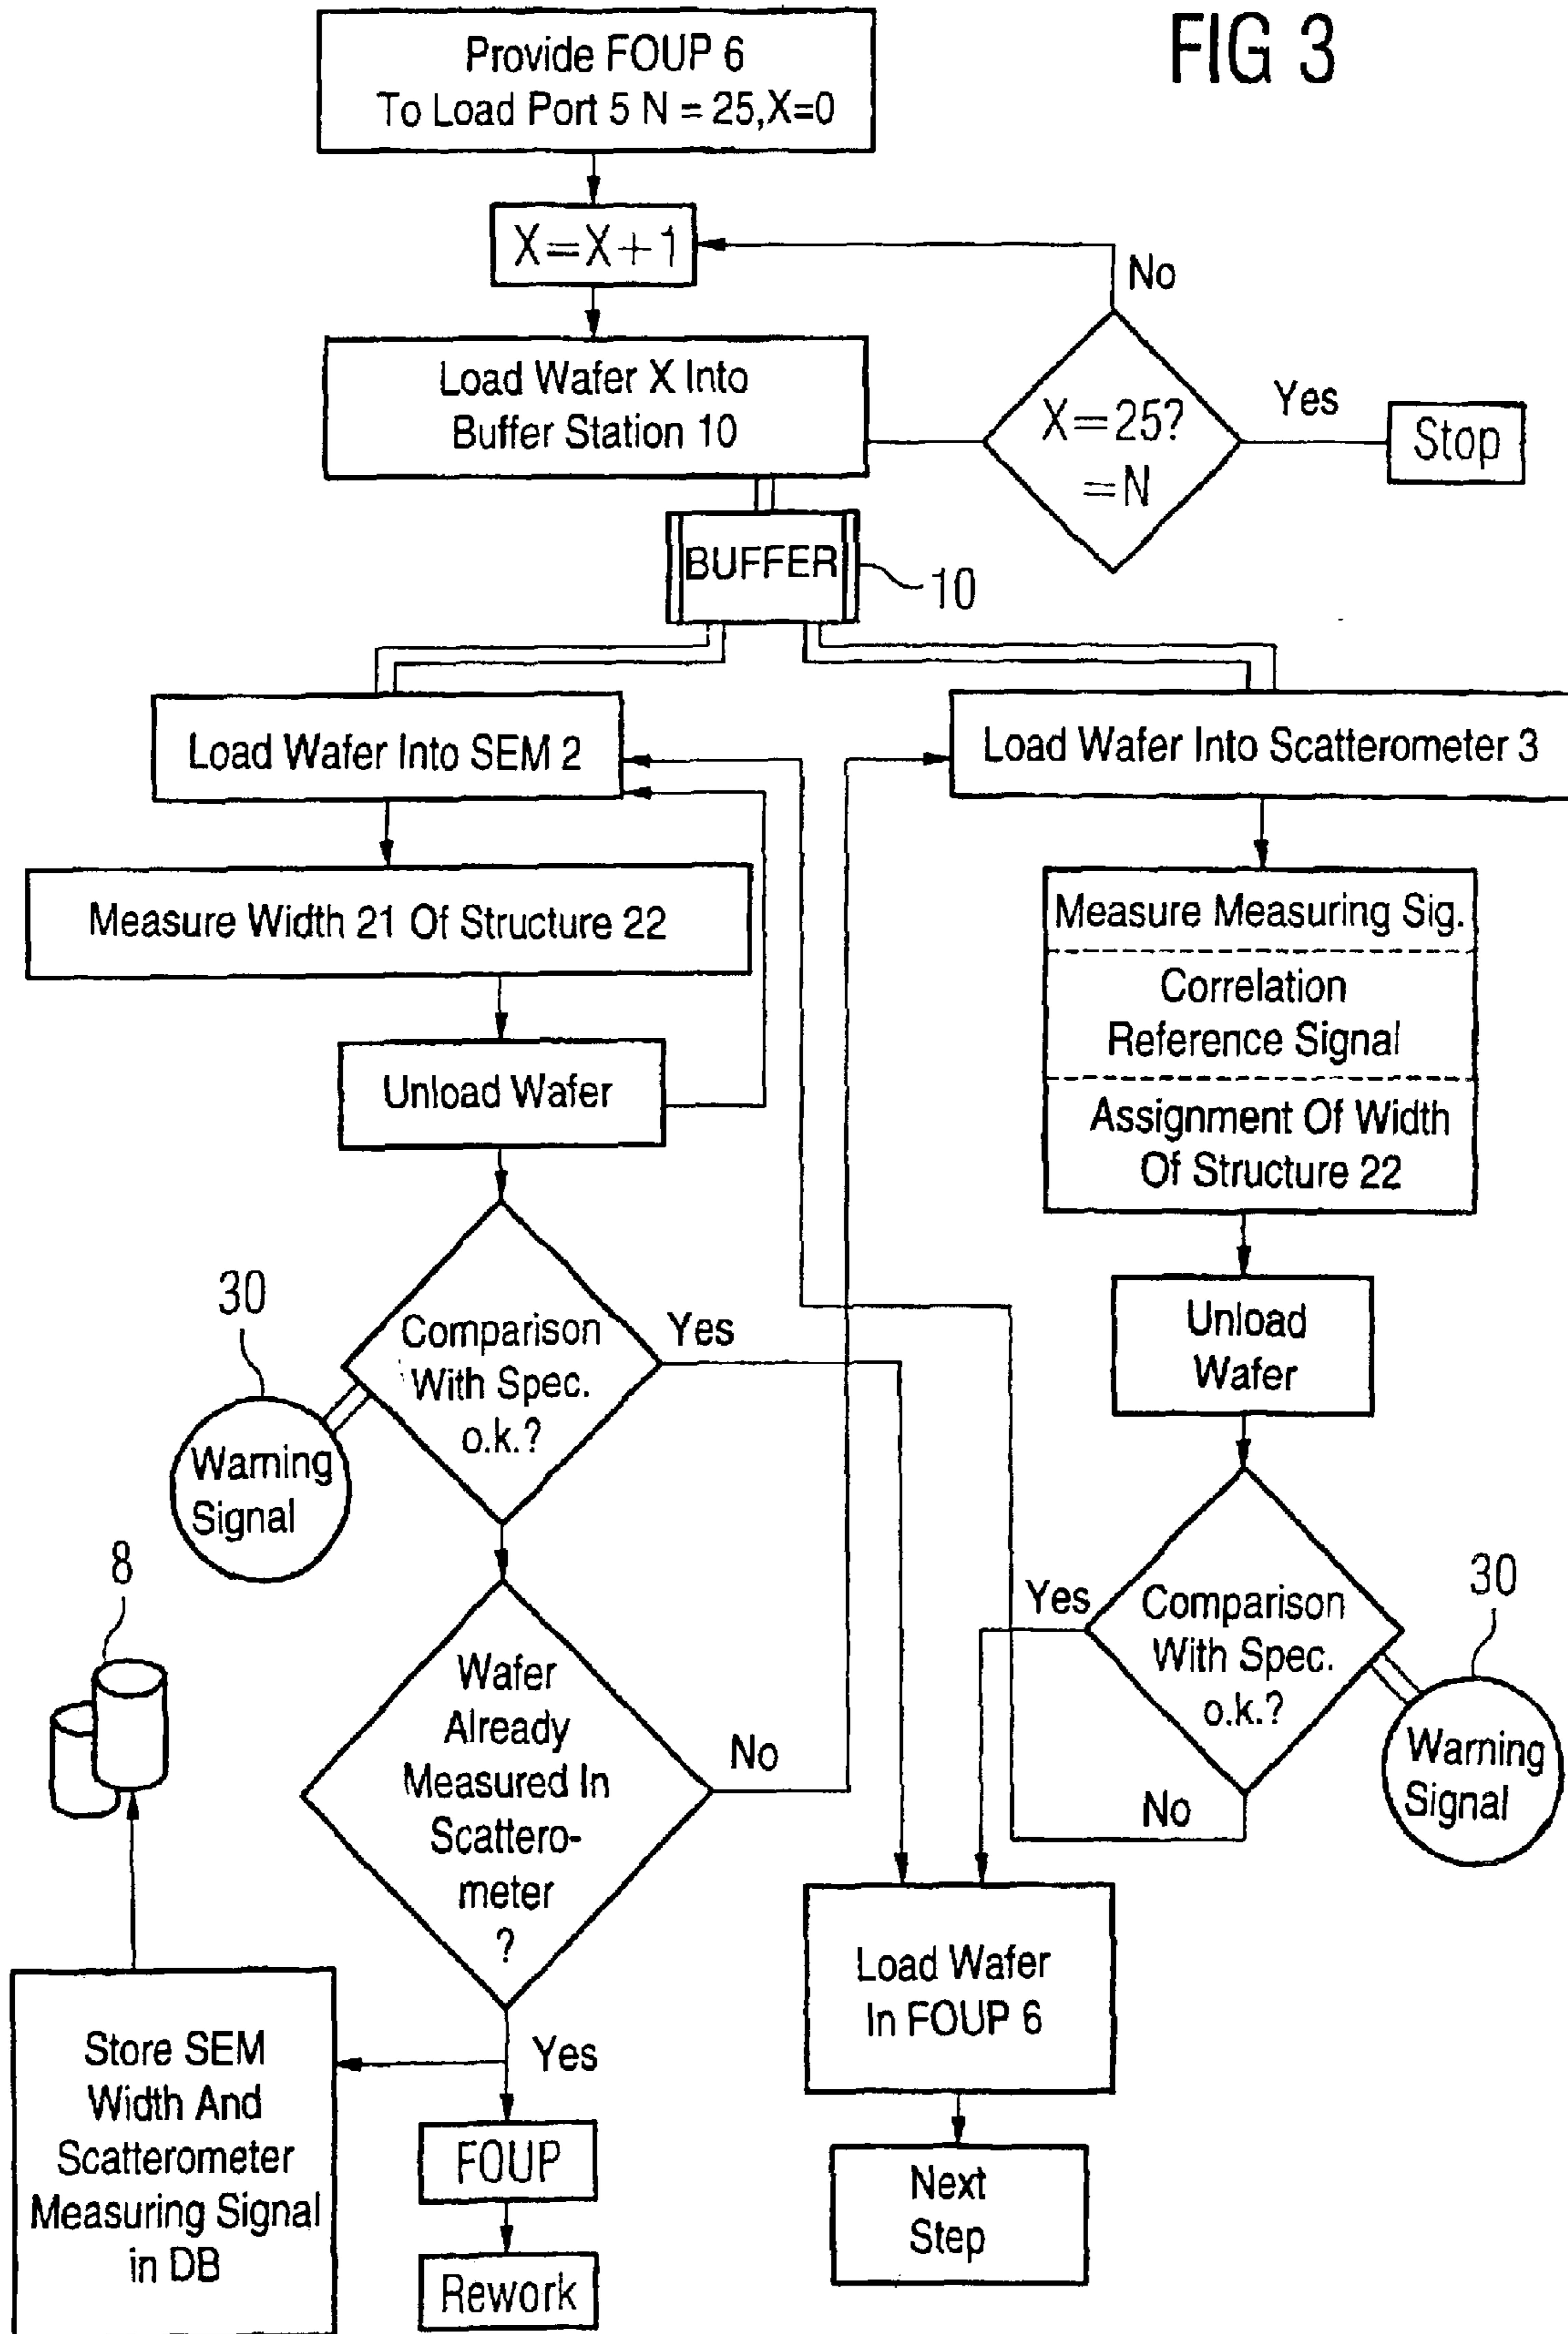 FIG 3
Provide FOUP 6
To Load Port 5 N = 25,X=0
X=X+1
No
Load Wafer X Into
Buffer Station 10
X=25?
=N
Yes
Stop
BUFFER
10
Load Wafer Into SEM 2
Load Wafer Into Scatterometer 3
Measure Width 21 Of Structure 22
Measure Measuring Sig.
Correlation
Reference Signal
Assignment Of Width
Of Structure 22
Unload Wafer
Unload
Wafer
30
Comparison
With Spec.
o.k.?
Yes
Warning
Signal
8
Wafer
Already
Measured In
Scattero-
meter
?
No
Yes
Comparison
With Spec.
o.k.?
30
Warning
Signal
No
Load Wafer
In FOUP 6
Store SEM
Width And
Scatterometer
Measuring Signal
in DB
Yes
FOUP
Rework
Next
Step